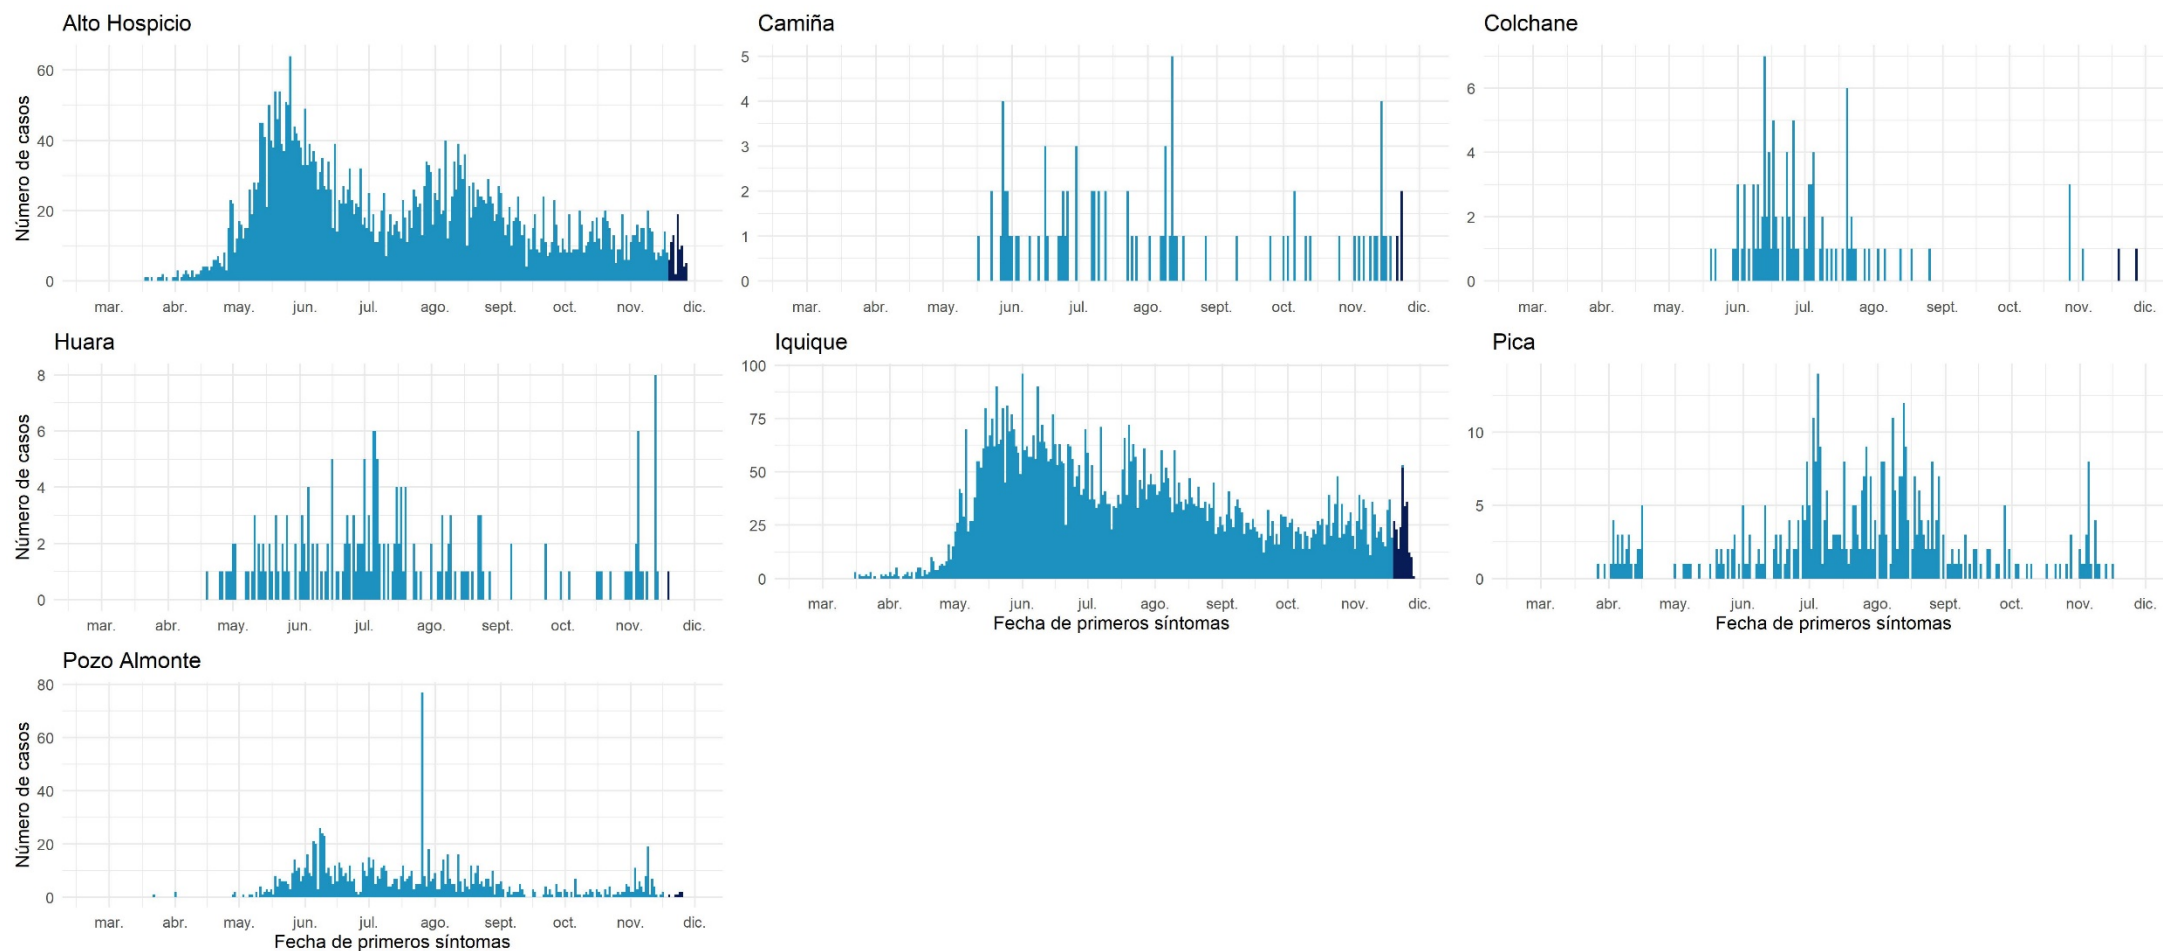 Alto Hospicio
Número de casos
60
40
20
0
mar. abr. may. jun. jul. ago. sept. oct. nov. dic.
Camiña
5
4
3
2
1
0
mar. abr. may. jun. jul. ago. sept. oct. nov. dic.
Colchane
6
4
2
0
mar. abr. may. jun. jul. ago. sept. oct. nov. dic.
Huara
Número de casos
8
6
4
2
0
mar. abr. may. jun. jul. ago. sept. oct. nov. dic.
Iquique
100
75
50
25
0
mar. abr. may. jun. jul. ago. sept. oct. nov. dic.
Fecha de primeros síntomas
Pica
10
5
0
mar. abr. may. jun. jul. ago. sept. oct. nov. dic.
Fecha de primeros síntomas
Pozo Almonte
Número de casos
80
60
40
20
0
mar. abr. may. jun. jul. ago. sept. oct. nov. dic.
Fecha de primeros síntomas